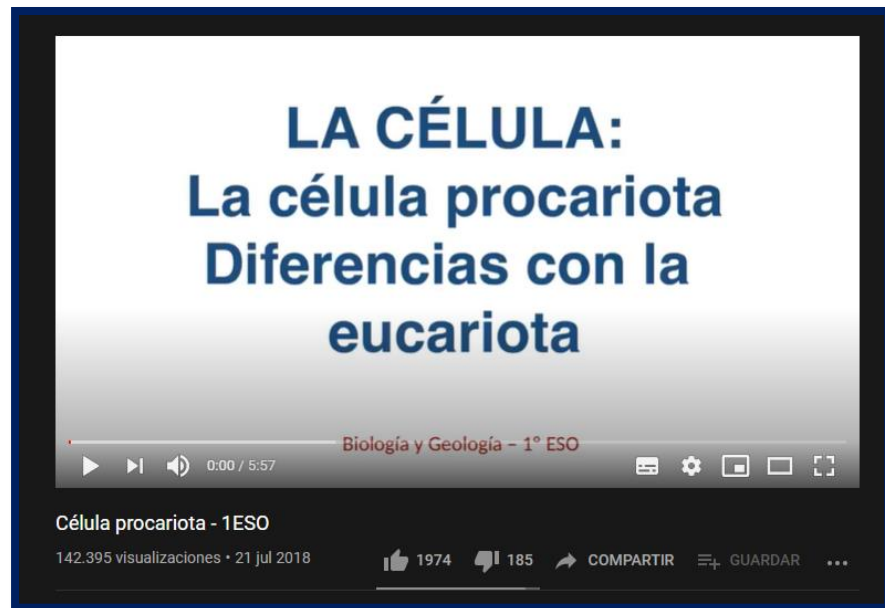 LA CÉLULA:
La célula procariota
Diferencias con la
eucariota
Biología y Geología – 1° ESO
0:00 / 5:57
Célula procariota - 1ESO
142.395 visualizaciones • 21 jul 2018
1974
185
COMPARTIR
GUARDAR